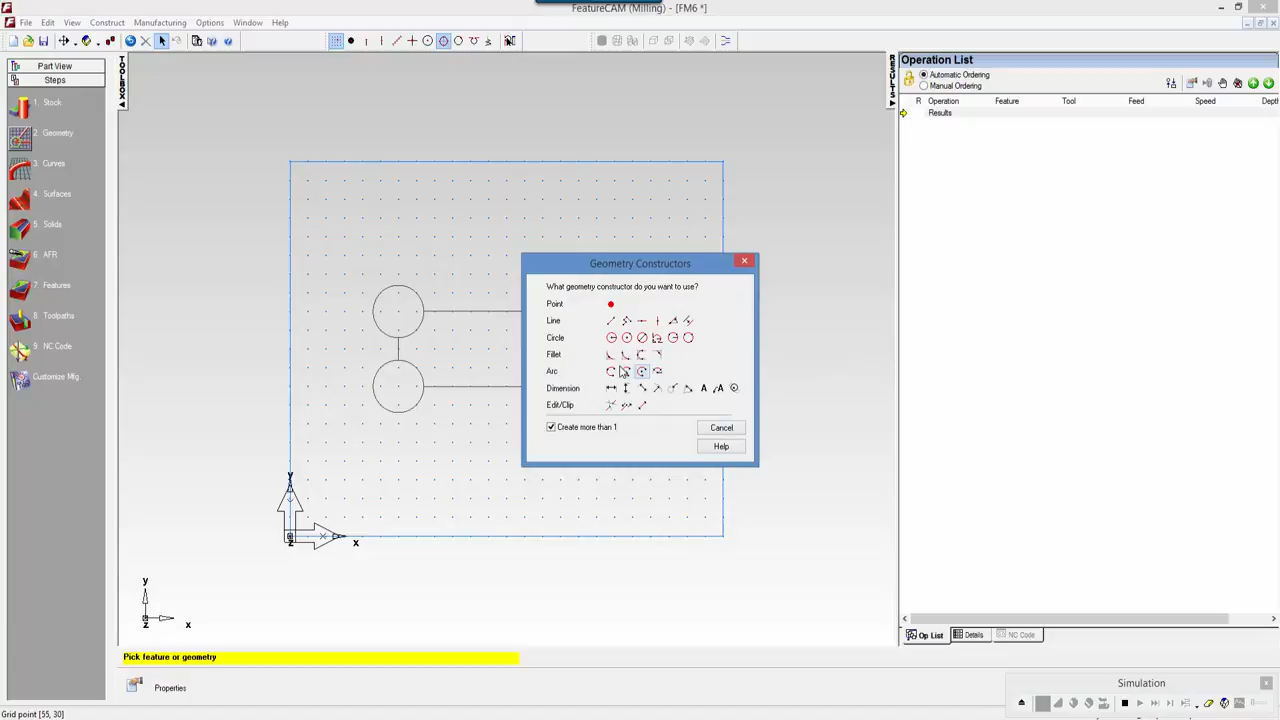 FeatureCAM (Milling) - [FM6 *]
File Edit View Construct Manufacturing Options Window Help
TOOLBOX
RESULTS
Part View
Steps
1. Stock
2. Geometry
3. Curves
4. Surfaces
5. Solids
6. AFR
7. Features
8. Toolpaths
9. NC Code
Customize Mfg.
Geometry Constructors
What geometry constructor do you want to use?
Point
Line
Circle
Fillet
Arc
Dimension
Edit/Clip
Create more than 1
Cancel
Help
y
x
z
y
x
z
Operation List
Automatic Ordering
Manual Ordering
R Operation Feature Tool Feed Speed Depth
Results
Op List Details NC Code
Pick feature or geometry
Properties
Simulation
Grid point [55, 30]